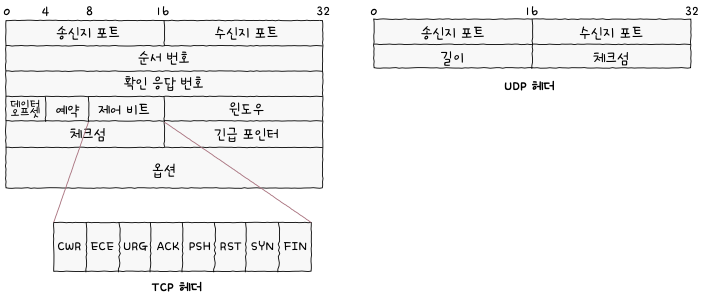 0 4 8 16 32
송신지 포트 수신지 포트
순서 번호
확인 응답 번호
데이터 오프셋 예약 제어 비트 윈도우
체크섬 긴급 포인터
옵션
CWR ECE URG ACK PSH RST SYN FIN
TCP 헤더
0 16 32
송신지 포트 수신지 포트
길이 체크섬
UDP 헤더